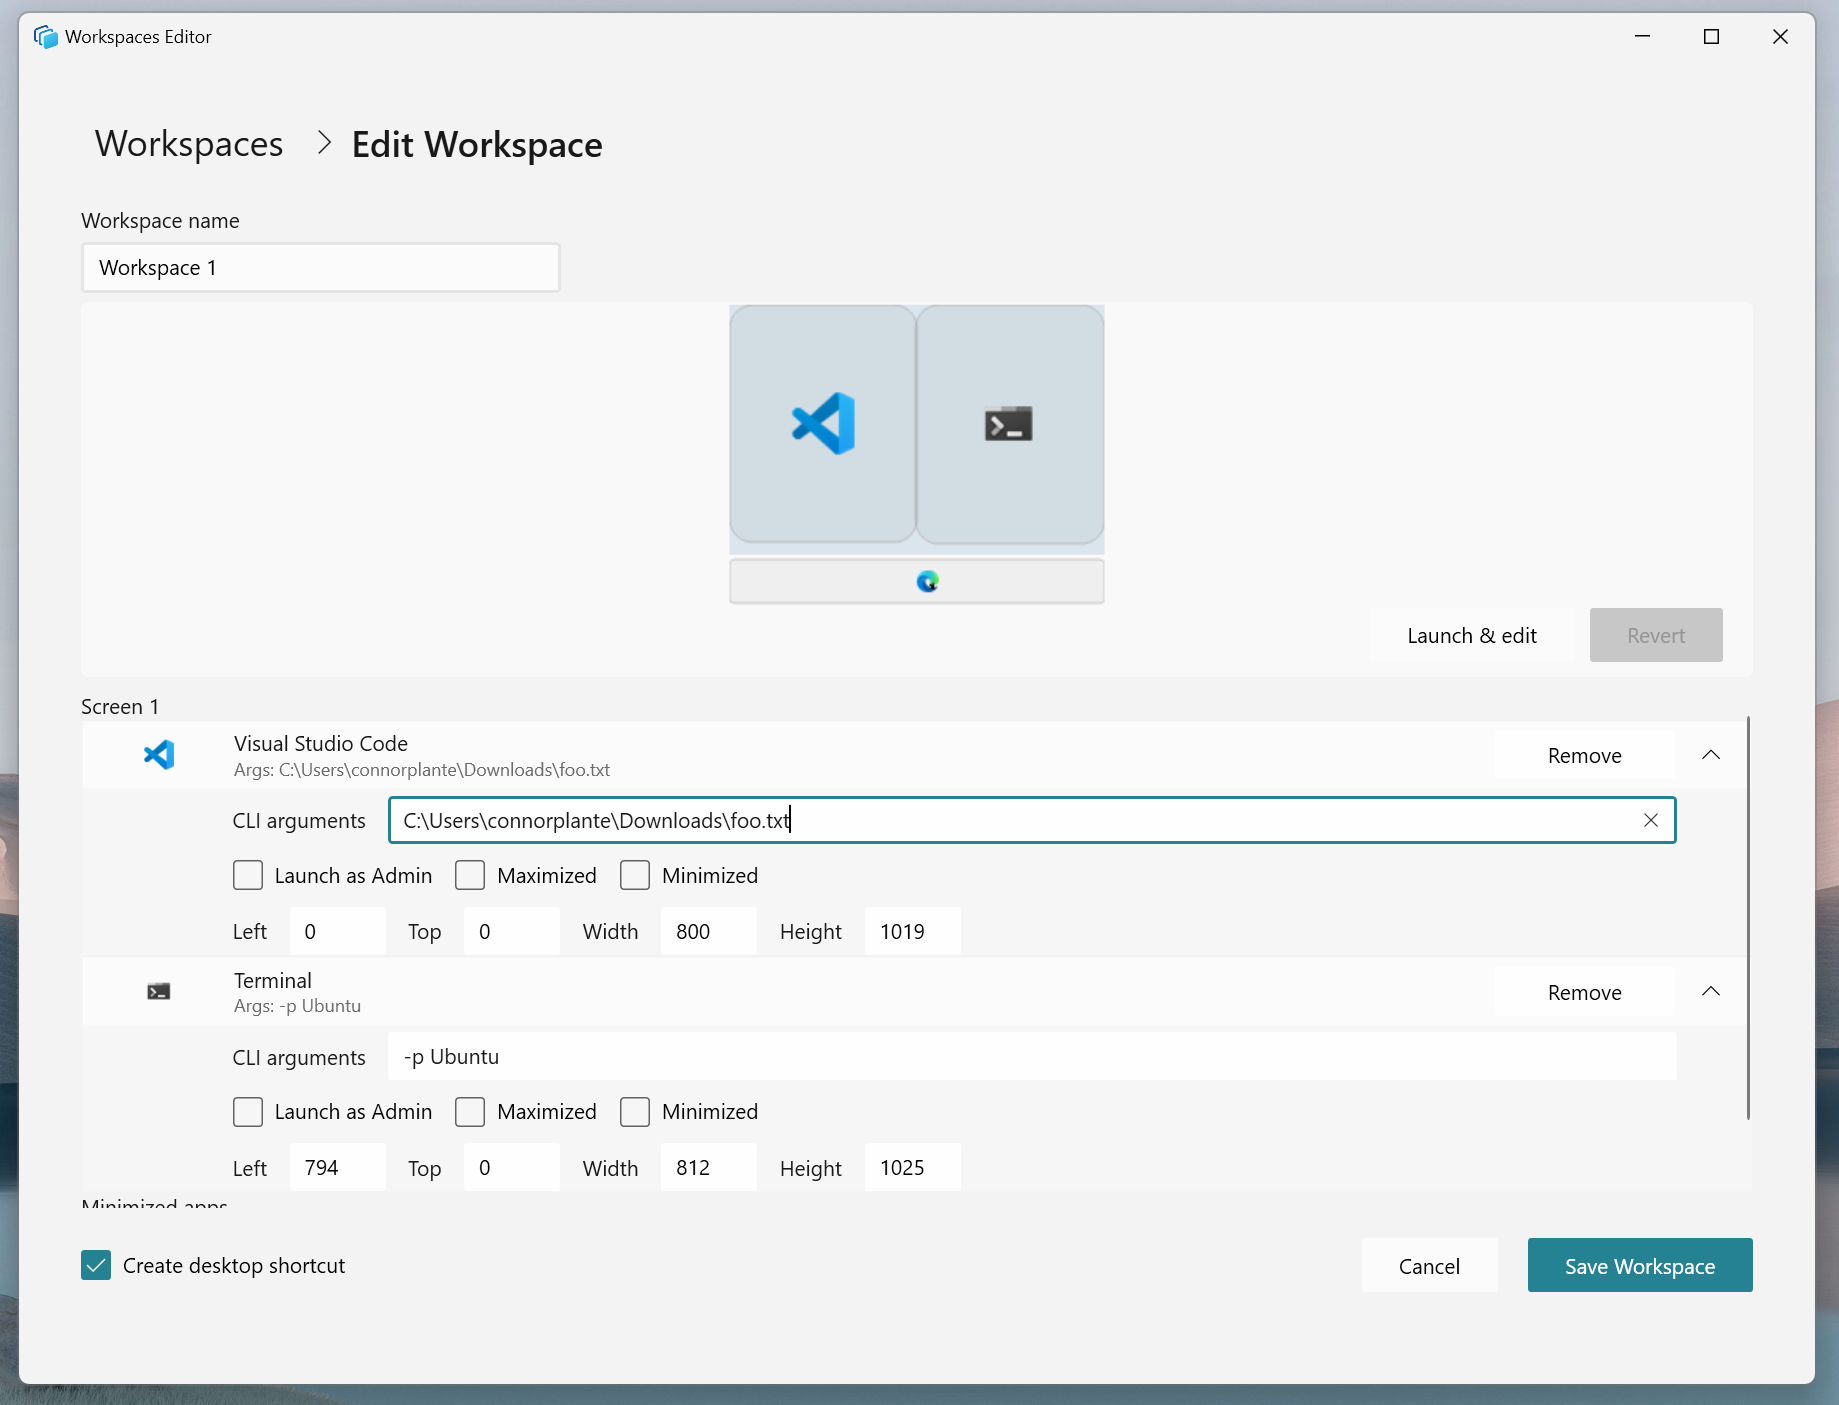 Workspaces Editor
Workspaces > Edit Workspace
Workspace name
Workspace 1
Launch & edit Revert
Screen 1
Visual Studio Code
Args: C:\Users\connorplante\Downloads\foo.txt
Remove
CLI arguments C:\Users\connorplante\Downloads\foo.txt
Launch as Admin Maximized Minimized
Left 0 Top 0 Width 800 Height 1019
Terminal
Args: -p Ubuntu
Remove
CLI arguments -p Ubuntu
Launch as Admin Maximized Minimized
Left 794 Top 0 Width 812 Height 1025
Minimized apps
Create desktop shortcut
Cancel Save Workspace